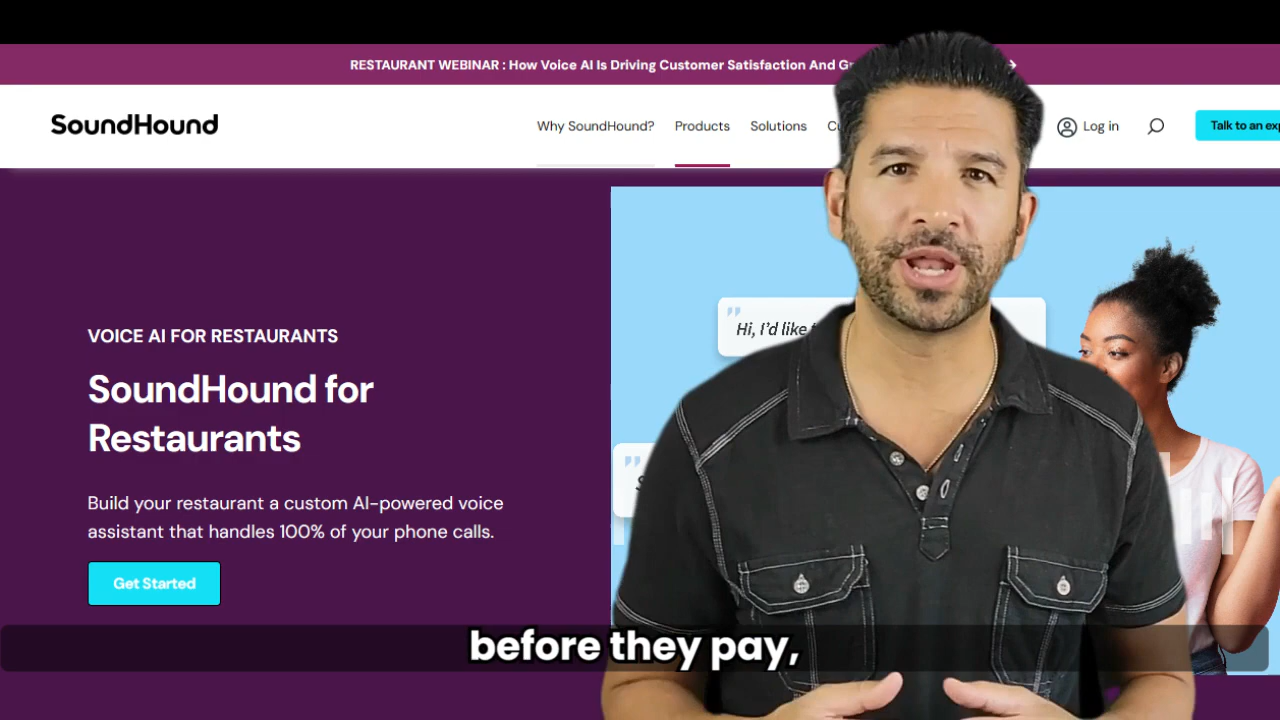 RESTAURANT WEBINAR : How Voice AI Is Driving Customer Satisfaction And
SoundHound
Why SoundHound?
Products
Solutions
Log in
Talk to an
VOICE AI FOR RESTAURANTS
SoundHound for
Restaurants
Build your restaurant a custom AI-powered voice
assistant that handles 100% of your phone calls.
Get Started
Hi, I'd like
before they pay,